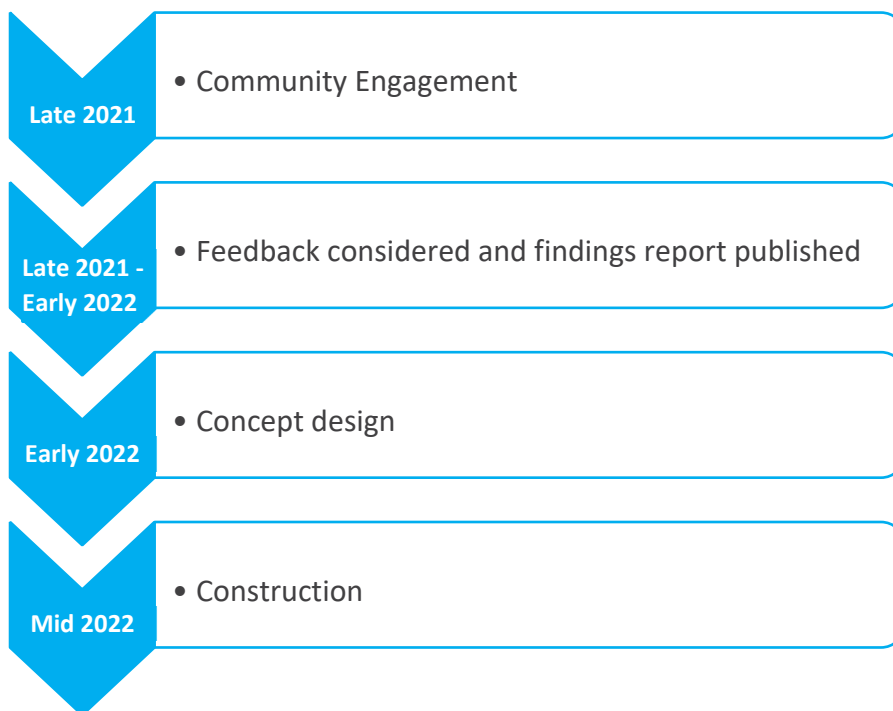 Late 2021
• Community Engagement
Late 2021 -
Early 2022
• Feedback considered and findings report published
Early 2022
• Concept design
Mid 2022
• Construction